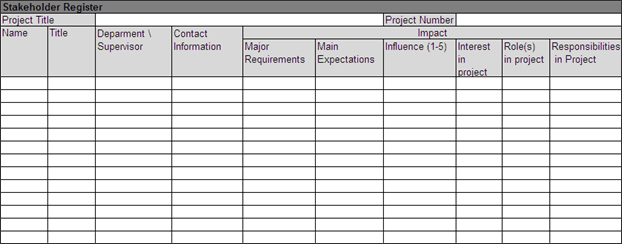 Stakeholder Register
Project Title Project Number
Name Title Deparment \ Contact Impact
Supervisor Information Major Main Influence (1-5) Interest Role(s) Responsibilities
Requirements Expectations in in project in Project
project